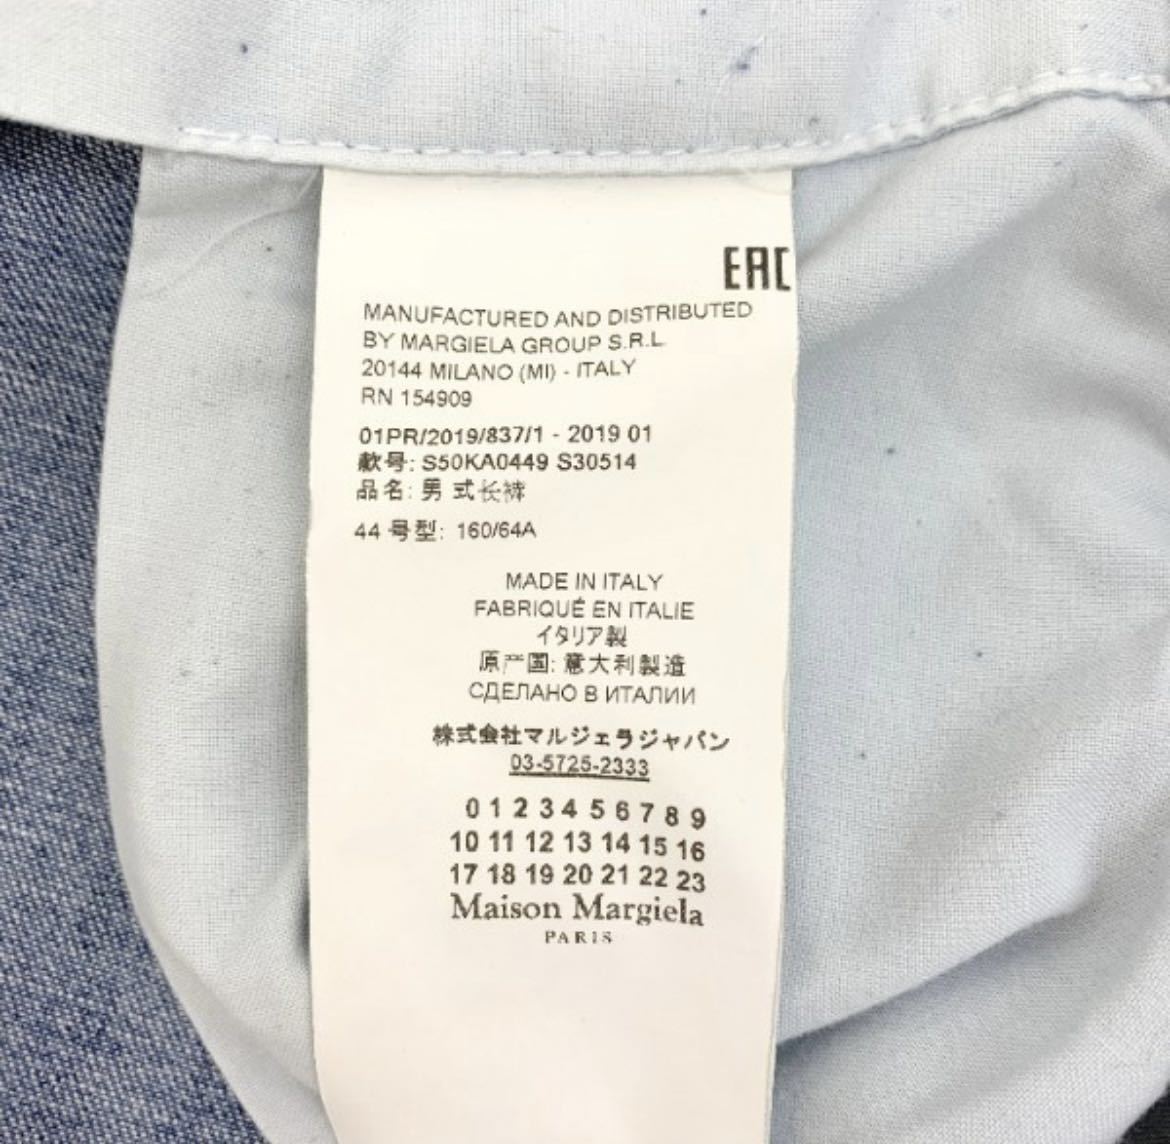 EAC
MANUFACTURED AND DISTRIBUTED
BY MARGIELA GROUP S.R.L.
20144 MILANO (MI) - ITALY
RN 154909
01PR/2019/837/1 - 2019 01
款号: S50KA0449 S30514
品名: 男式长裤
44 号型: 160/64A
MADE IN ITALY
FABRIQUÉ EN ITALIE
イタリア製
原产国: 意大利製造
СДЕЛАНО В ИТАЛИИ
株式会社マルジェラジャパン
03-5725-2333
0 1 2 3 4 5 6 7 8 9
10 11 12 13 14 15 16
17 18 19 20 21 22 23
Maison Margiela
PARIS